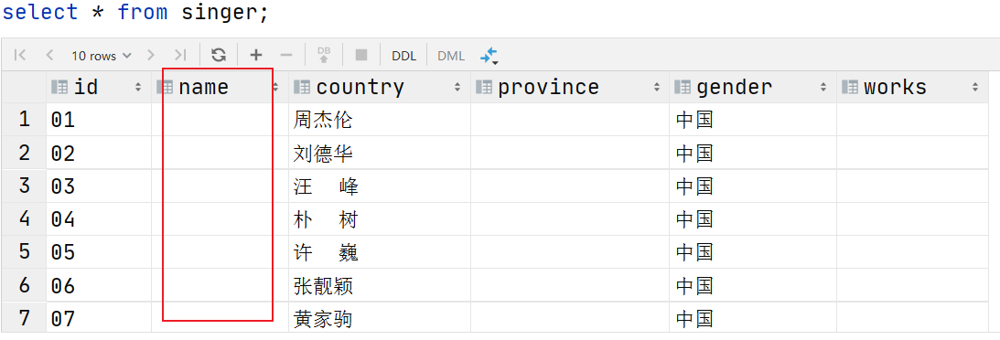 select * from singer;
10 rows DB DDL DML
id name country province gender works
1 01 周杰伦 中国
2 02 刘德华 中国
3 03 汪  峰 中国
4 04 朴  树 中国
5 05 许  巍 中国
6 06 张靓颖 中国
7 07 黄家驹 中国